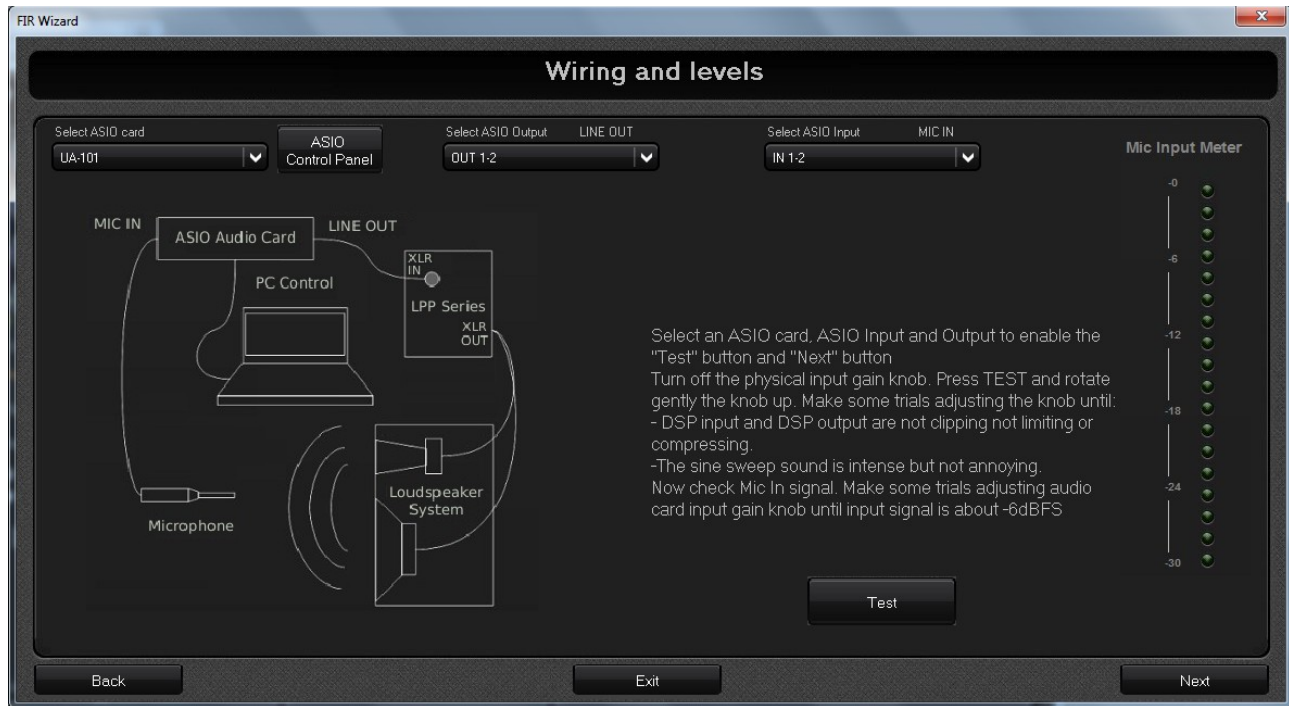 FIR Wizard
Wiring and levels
Select ASIO card
UA-101
ASIO
Control Panel
Select ASIO Output LINE OUT
OUT 1-2
Select ASIO Input MIC IN
IN 1-2
Mic Input Meter
-0
-6
-12
-18
-24
-30
MIC IN
ASIO Audio Card
LINE OUT
PC Control
XLR
IN
LPP Series
XLR
OUT
Loudspeaker
System
Microphone
Select an ASIO card, ASIO Input and Output to enable the
"Test" button and "Next" button
Turn off the physical input gain knob. Press TEST and rotate
gently the knob up. Make some trials adjusting the knob until:
- DSP input and DSP output are not clipping not limiting or
compressing.
-The sine sweep sound is intense but not annoying.
Now check Mic In signal. Make some trials adjusting audio
card input gain knob until input signal is about -6dBFS
Test
Back
Exit
Next